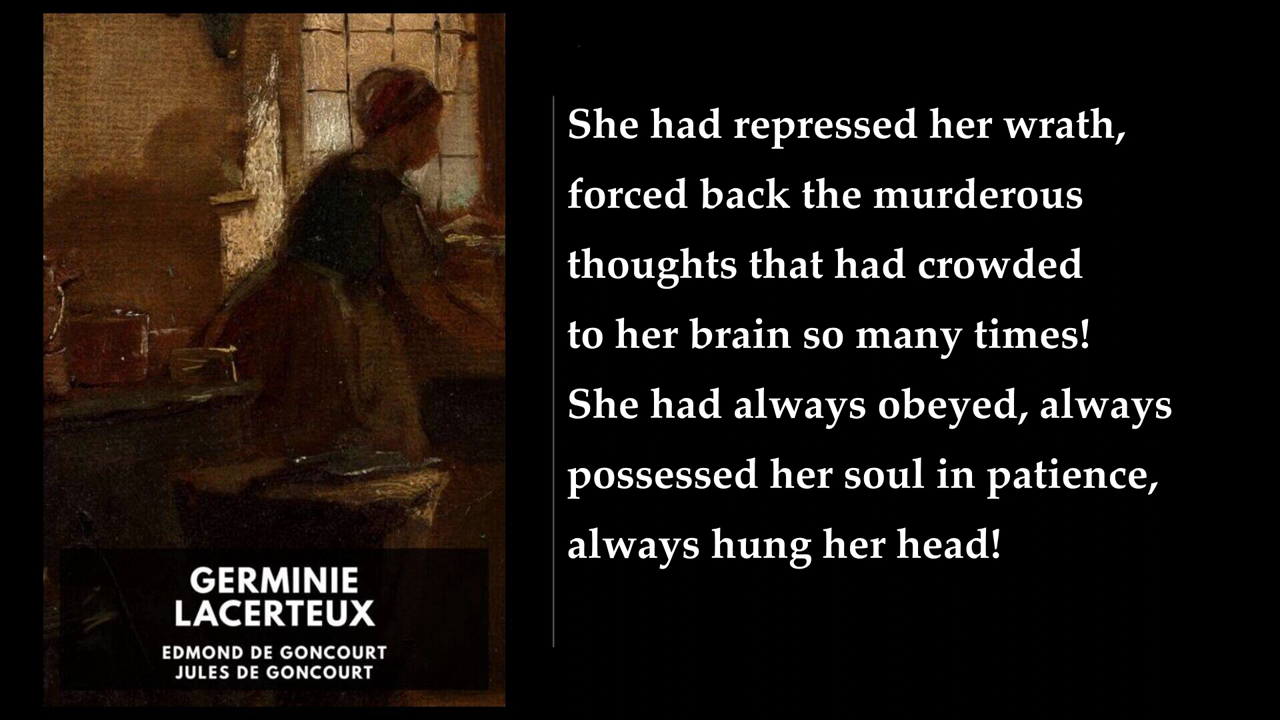 GERMINIE
LACERTEUX
EDMOND DE GONCOURT
JULES DE GONCOURT
She had repressed her wrath,
forced back the murderous
thoughts that had crowded
to her brain so many times!
She had always obeyed, always
possessed her soul in patience,
always hung her head!